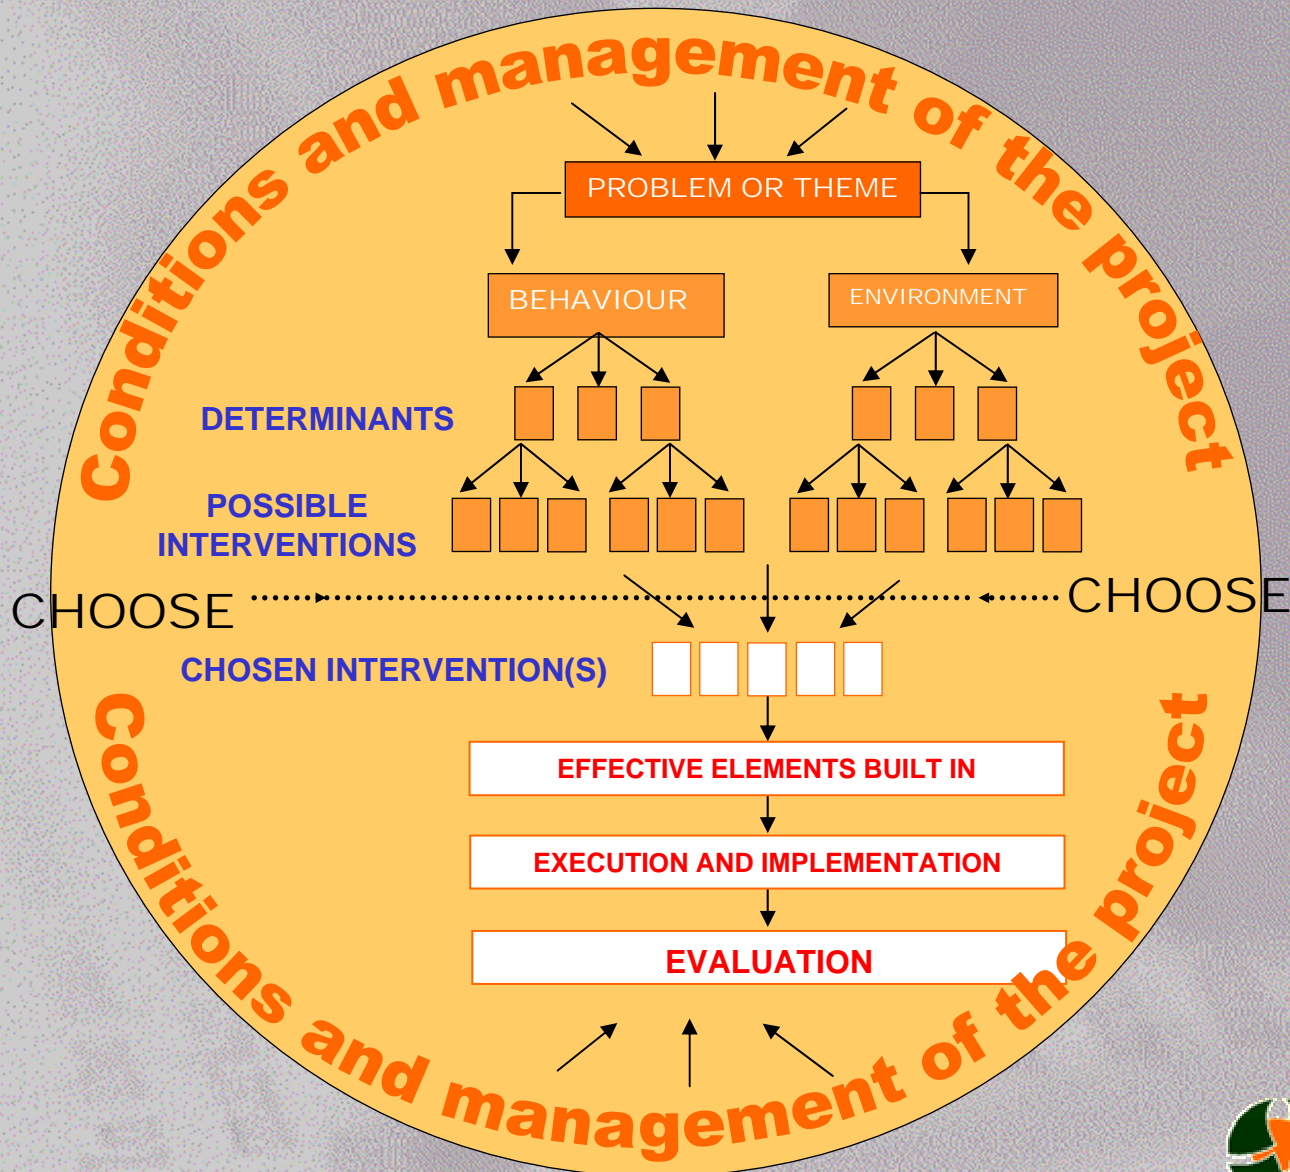 Conditions and management of the project
PROBLEM OR THEME
BEHAVIOUR
ENVIRONMENT
DETERMINANTS
POSSIBLE
INTERVENTIONS
CHOOSE
CHOOSE
CHOSEN INTERVENTION(S)
EFFECTIVE ELEMENTS BUILT IN
EXECUTION AND IMPLEMENTATION
EVALUATION
Conditions and management of the project